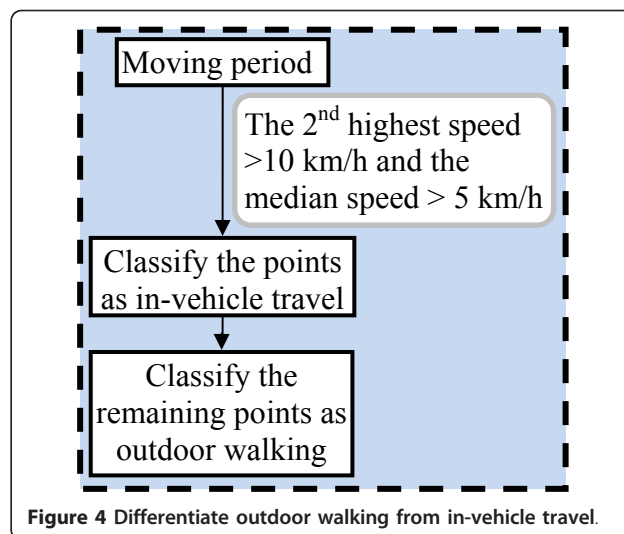 Moving period
The 2nd highest speed
>10 km/h and the
median speed > 5 km/h
Classify the points
as in-vehicle travel
Classify the
remaining points as
outdoor walking
Figure 4 Differentiate outdoor walking from in-vehicle travel.